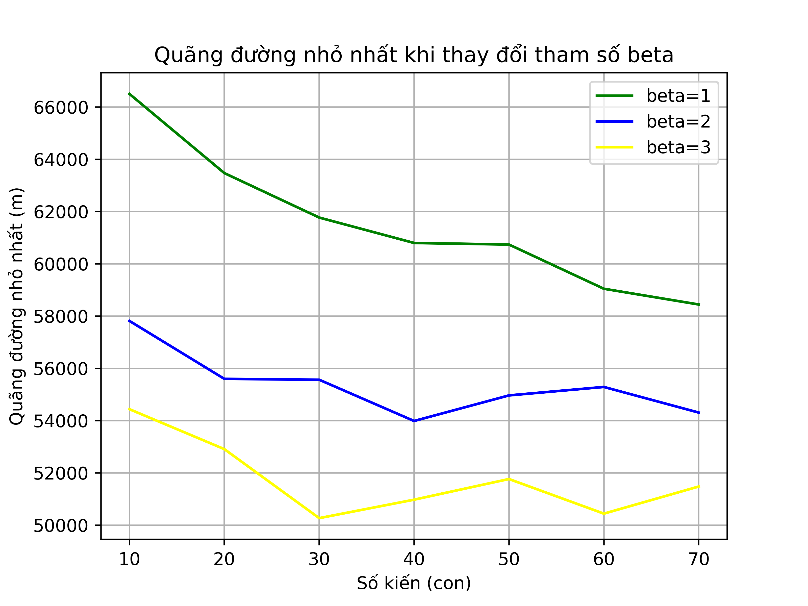 Quãng đường nhỏ nhất khi thay đổi tham số beta
beta=1
beta=2
beta=3
Quãng đường nhỏ nhất (m)
66000
64000
62000
60000
58000
56000
54000
52000
50000
10 20 30 40 50 60 70
Số kiến (con)